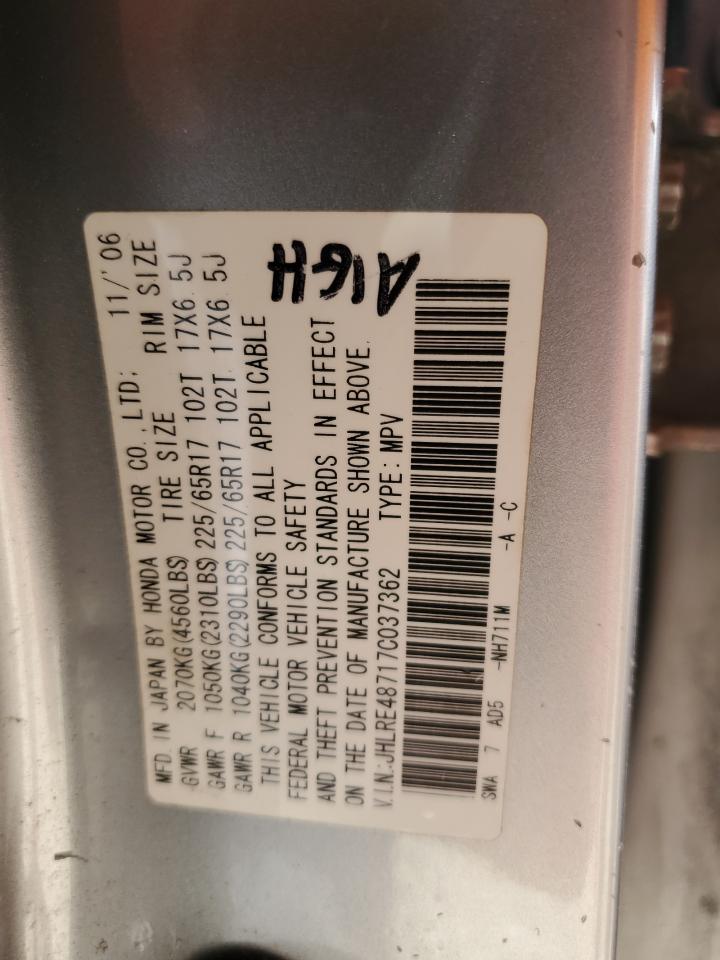 MFD. IN JAPAN BY HONDA MOTOR CO., LTD: 11/'06
GVWR 2070KG(4560LBS) TIRE SIZE RIM SIZE
GAWR F 1050KG(2310LBS) 225/65R17 102T 17X6.5J
GAWR R 1040KG(2290LBS) 225/65R17 102T 17X6.5J
THIS VEHICLE CONFORMS TO ALL APPLICABLE
FEDERAL MOTOR VEHICLE SAFETY
AND THEFT PREVENTION STANDARDS IN EFFECT
ON THE DATE OF MANUFACTURE SHOWN ABOVE.
V.I.N.:JHLRE48717C037362 TYPE: MPV
SWA 7 AD5 -NH711M -A -C
A16H